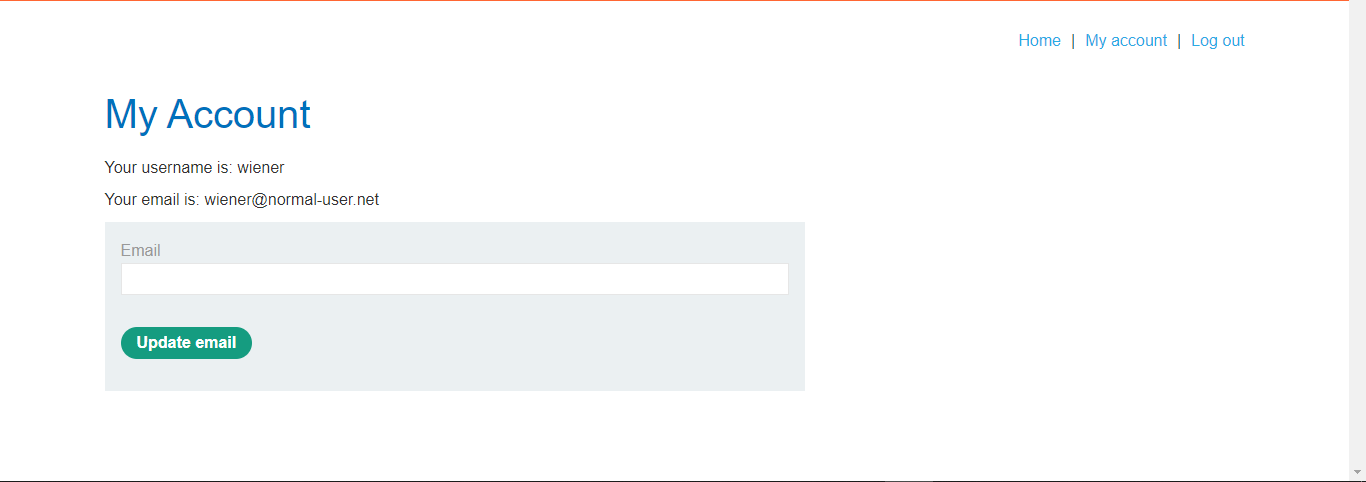 Home | My account | Log out
My Account
Your username is: wiener
Your email is: wiener@normal-user.net
Email
Update email